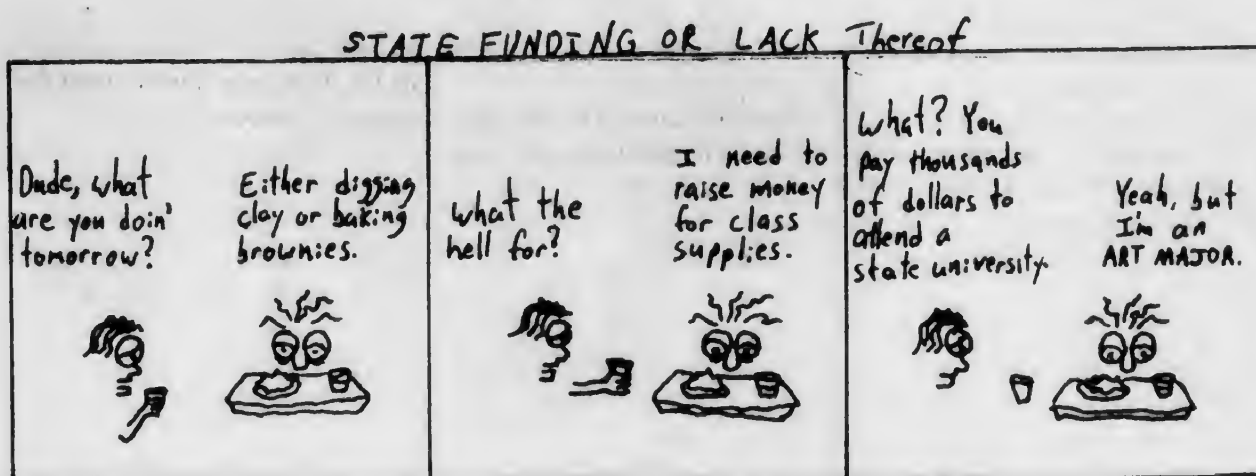 STATE FUNDING OR LACK Thereof
Dude, what
are you doin'
tomorrow?
Either digging
clay or baking
brownies.
What the
hell for?
I need to
raise money
for class
supplies.
What? You
pay thousands
of dollars to
attend a
state university.
Yeah, but
I'm an
ART MAJOR.